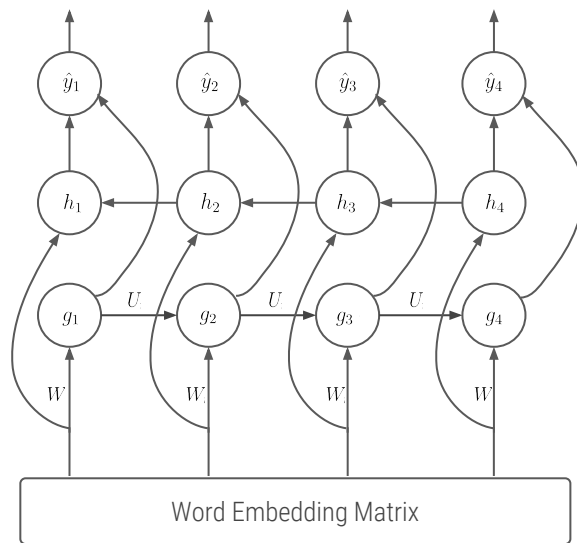 ŷ₁ ŷ₂ ŷ₃ ŷ₄
h₁ h₂ h₃ h₄
U U U
g₁ g₂ g₃ g₄
W W W W
Word Embedding Matrix